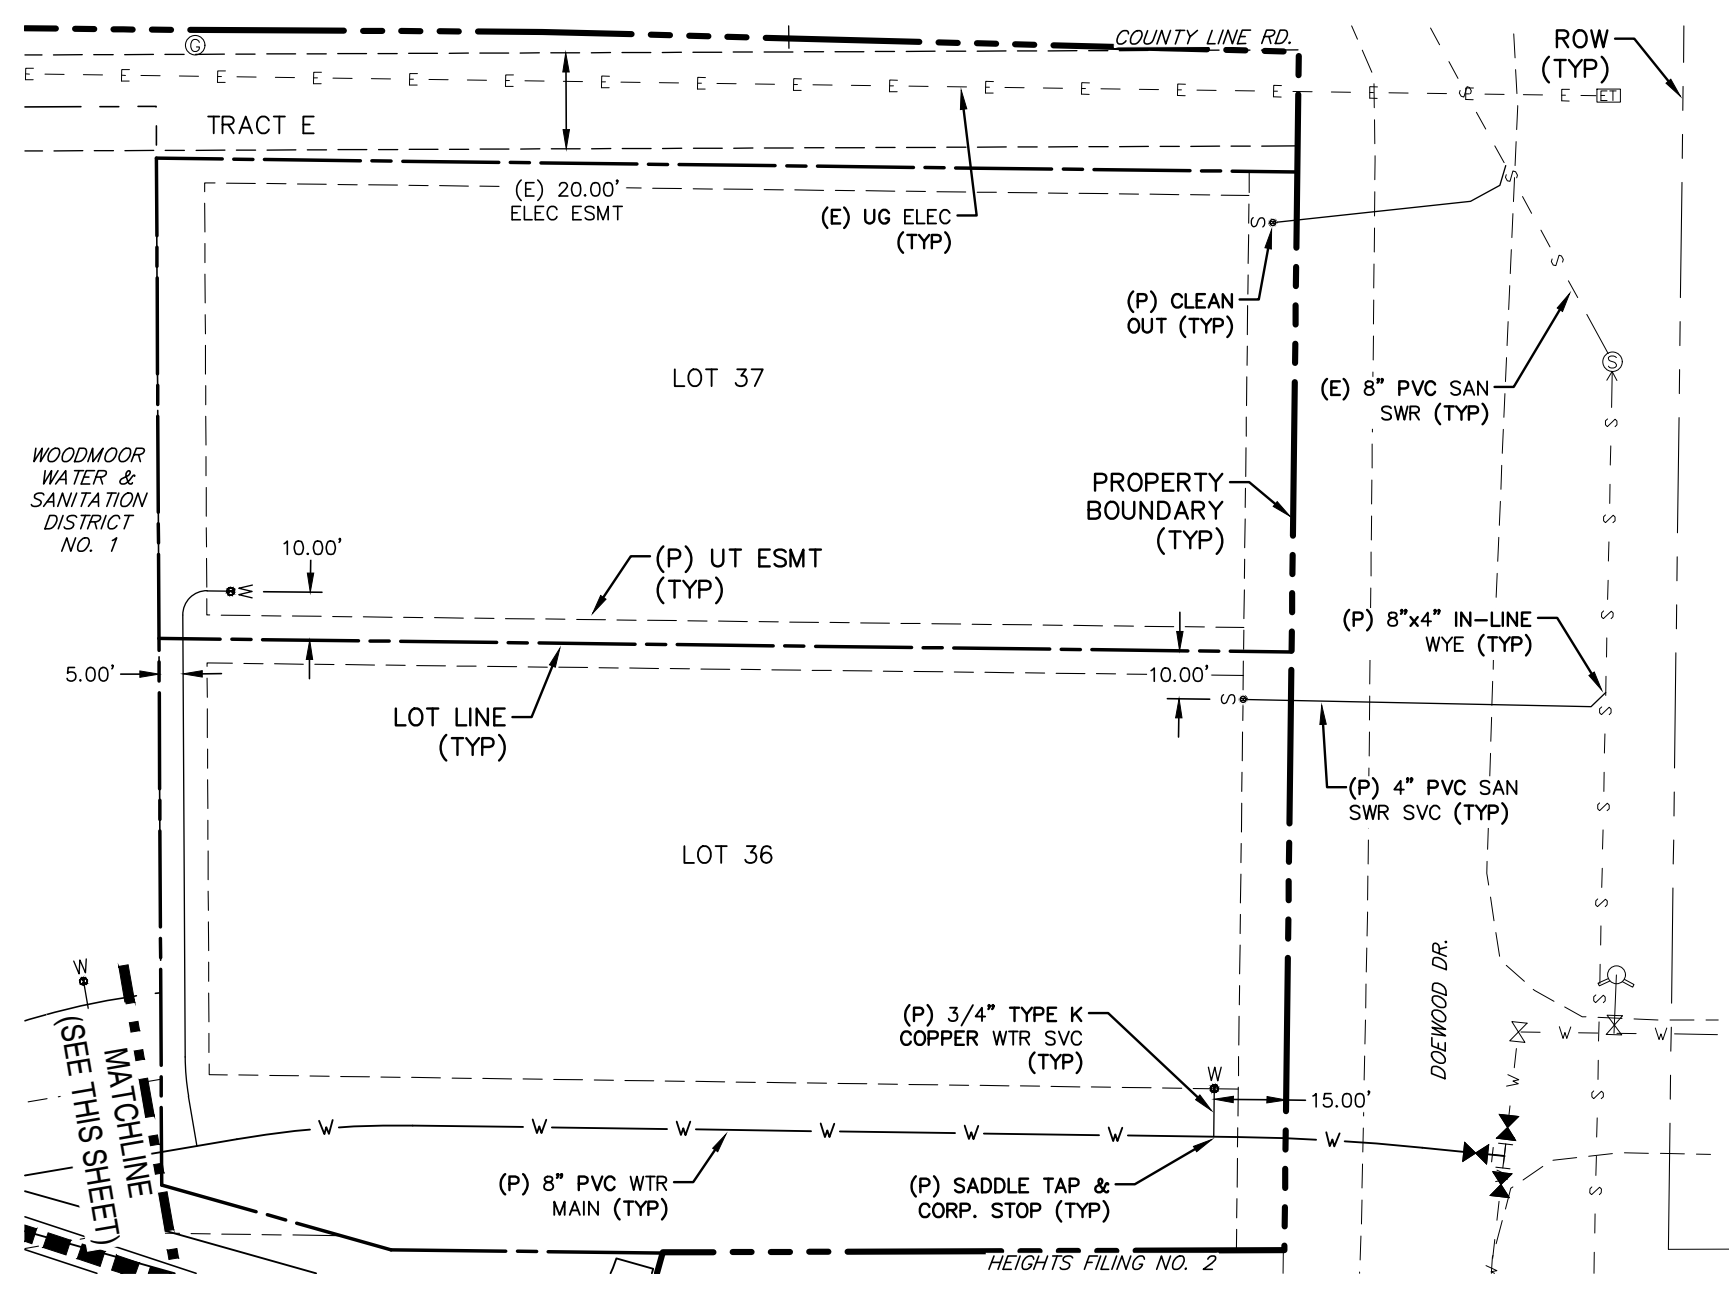 COUNTY LINE RD.
ROW
(TYP)
G
E E E E E E E E E E E E E E E E E ET
TRACT E
(E) 20.00'
ELEC ESMT
(E) UG ELEC
(TYP)
S
S
S
S
(P) CLEAN
OUT (TYP)
S
LOT 37
(E) 8" PVC SAN
SWR (TYP)
S
WOODMOOR
WATER &
SANITATION
DISTRICT
NO. 1
PROPERTY
BOUNDARY
(TYP)
S
10.00'
(P) UT ESMT
(TYP)
W
(P) 8"x4" IN-LINE
WYE (TYP)
S
5.00'
10.00'
S
S
LOT LINE
(TYP)
(P) 4" PVC SAN
SWR SVC (TYP)
S
LOT 36
S
DOEWOOD DR.
W
(P) 3/4" TYPE K
COPPER WTR SVC
(TYP)
S
W W
MATCHLINE
(SEE THIS SHEET)
W
W
15.00'
S
W W W W W W W
(P) 8" PVC WTR
MAIN (TYP)
(P) SADDLE TAP &
CORP. STOP (TYP)
S
HEIGHTS FILING NO. 2
W